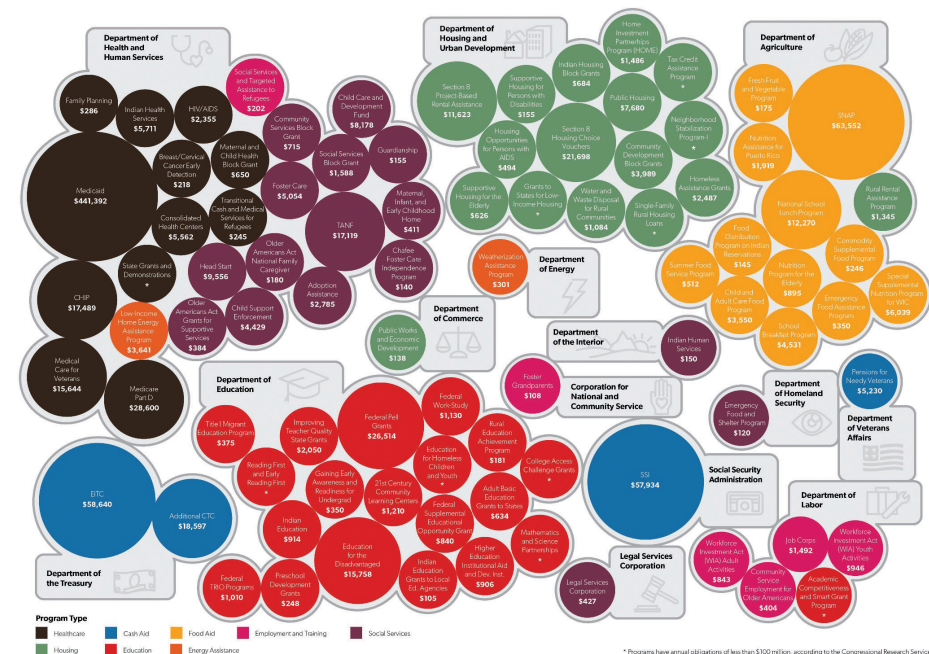 Department of
Health and
Human Services
Family Planning
$286
Indian Health
Services
$5,711
HIV/AIDS
$2,355
Social Services
and Targeted
Assistance to
Refugees
$202
Child Care and
Development
Fund
$8,178
Community
Services Block
Grant
$715
Breast/Cervical
Cancer Early
Detection
$218
Maternal and
Child Health
Block Grant
$650
Social Services
Block Grant
$1,588
Guardianship
$155
Medicaid
$441,392
Foster Care
$5,054
Transitional
Cash and Medical
Services for
Refugees
$245
Consolidated
Health Centers
$5,562
TANF
$17,119
Maternal,
Infant, and
Early Childhood
Home
$411
Older
Americans Act
National Family
Caregiver
$180
State Grants and
Demonstrations
*
Head Start
$9,556
Chafee
Foster Care
Independence
Program
$140
Adoption
Assistance
$2,785
CHIP
$17,489
Low-Income
Home Energy
Assistance
Program
$3,641
Older
Americans Act
Grants for
Supportive
Services
$384
Child Support
Enforcement
$4,429
Medical
Care for
Veterans
$15,644
Medicare
Part D
$28,600
Department of
Housing and
Urban Development
Home
Investment
Partnerhips
Program (HOME)
$1,486
Indian Housing
Block Grants
$684
Tax Credit
Assistance
Program
*
Section 8
Project-Based
Rental Assistance
$11,623
Supportive
Housing for
Persons with
Disabilities
$155
Public Housing
$7,680
Neighborhood
Stabilization
Program-I
*
Housing
Opportunities
for Persons with
AIDS
$494
Section 8
Housing Choice
Vouchers
$21,698
Community
Development
Block Grants
$3,989
Homeless
Assistance Grants
$2,487
Supportive
Housing for the
Elderly
$626
Grants to
States for Low-
Income Housing
*
Water and
Waste Disposal
for Rural
Communities
$1,084
Single-Family
Rural Housing
Loans
*
Department of
Agriculture
Fresh Fruit
and Vegetable
Program
$175
SNAP
$63,552
Nutrition
Assistance for
Puerto Rico
$1,919
Rural Rental
Assistance
Program
$1,345
National School
Lunch Program
$12,270
Food
Distribution
Program on Indian
Reservations
$145
Commodity
Supplemental
Food Program
$246
Summer Food
Service Program
$512
Nutrition
Program for the
Elderly
$895
Special
Supplemental
Nutrition Program
for WIC
$6,039
Child and
Adult Care Food
Program
$3,550
Emergency
Food Assistance
Program
$350
School
Breakfast Program
$4,531
Weatherization
Assistance
Program
$301
Department
of Energy
Public Works
and Economic
Development
$138
Department
of Commerce
Department
of the Interior
Indian Human
Services
$150
Foster
Grandparents
$108
Corporation for
National and
Community Service
Department
of Homeland
Security
Emergency
Food and
Shelter Program
$120
Pensions for
Needy Veterans
$5,230
Department
of Veterans
Affairs
Department of
Education
Title I Migrant
Education Program
$375
Improving
Teacher Quality
State Grants
$2,050
Federal Pell
Grants
$26,514
Federal
Work-Study
$1,130
Rural
Education
Achievement
Program
$181
Reading First
and Early
Reading First
*
Gaining Early
Awareness and
Readiness for
Undergrad
$350
21st Century
Community
Learning Centers
$1,210
Education
for Homeless
Children
and Youth
*
College Access
Challenge Grants
*
Adult Basic
Education
Grants to States
$634
Indian
Education
$914
Federal
Supplemental
Educational
Opportunity Grant
$840
Mathematics
and Science
Partnerships
*
Education
for the
Disadvantaged
$15,758
Higher
Education
Institutional Aid
and Dev. Inst.
$906
Federal
TRIO Programs
$1,010
Preschool
Development
Grants
$248
Indian
Education
Grants to Local
Ed. Agencies
$105
EITC
$58,640
Additional CTC
$18,597
Department of
the Treasury
SSI
$57,934
Social Security
Administration
Legal Services
Corporation
$427
Legal Services
Corporation
Department of
Labor
Workforce
Investment Act
(WIA) Adult
Activities
$843
Job Corps
$1,492
Workforce
Investment Act
(WIA) Youth
Activities
$946
Community
Service
Employment for
Older Americans
$404
Academic
Competitiveness
and Smart Grant
Program
*
Program Type
Healthcare
Cash Aid
Food Aid
Employment and Training
Social Services
Housing
Education
Energy Assistance
* Programs have annual obligations of less than $100 million, according to the Congressional Research Service